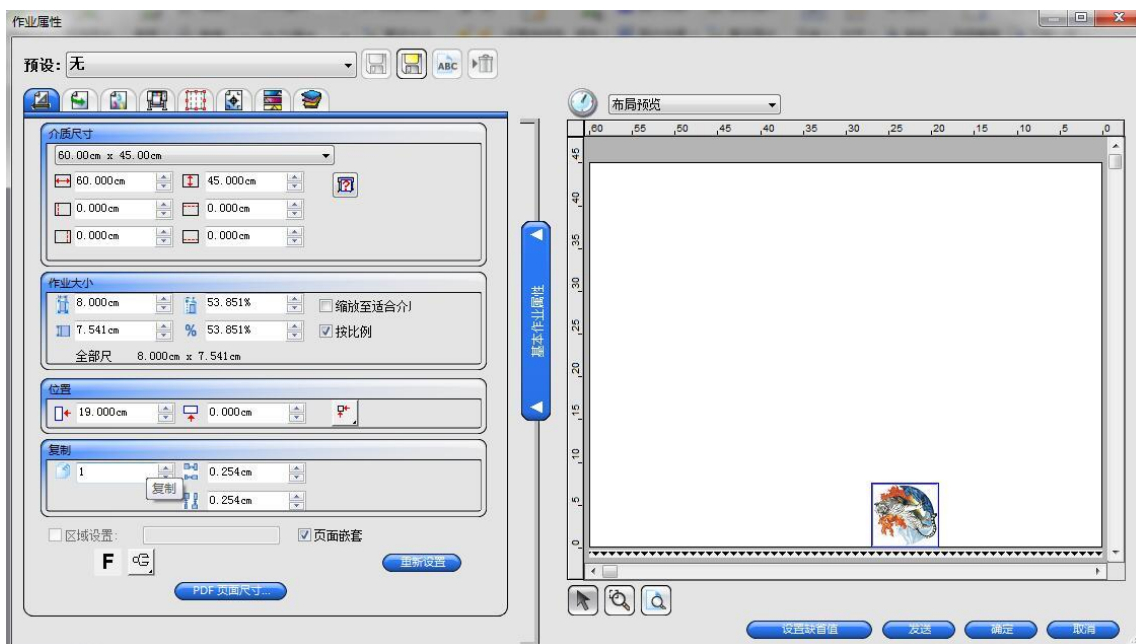 作业属性
预设: 无
ABC
介质尺寸
60.00cm x 45.00cm
60.000cm 45.000cm
0.000cm 0.000cm
0.000cm 0.000cm
作业大小
8.000cm 53.851% 缩放至适合介
7.541cm % 53.851% 按比例
全部尺 8.000cm x 7.541cm
位置
19.000cm 0.000cm
复制
1 0.254cm
复制
0.254cm
区域设置: 页面嵌套
F 重新设置
PDF 页面尺寸...
基本作业属性
布局预览
60 55 50 45 40 35 30 25 20 15 10 5 0
45
40
35
30
25
20
15
10
5
0
设置缺省值 发送 确定 取消